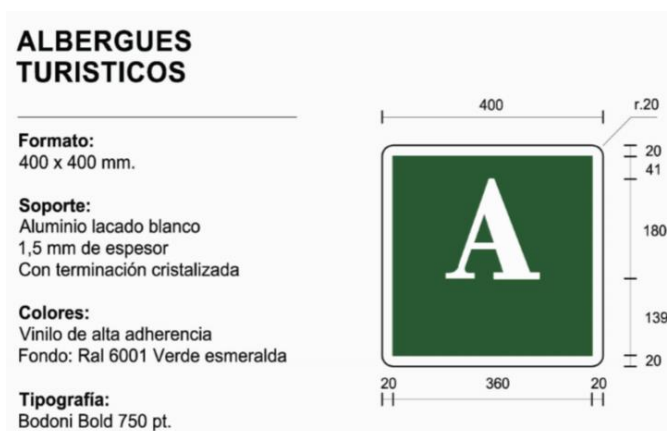 ALBERGUES
TURISTICOS
Formato:
400 x 400 mm.
Soporte:
Aluminio lacado blanco
1,5 mm de espesor
Con terminación cristalizada
Colores:
Vinilo de alta adherencia
Fondo: Ral 6001 Verde esmeralda
Tipografía:
Bodoni Bold 750 pt.
400
r.20
20
41
180
139
20
A
20 360 20